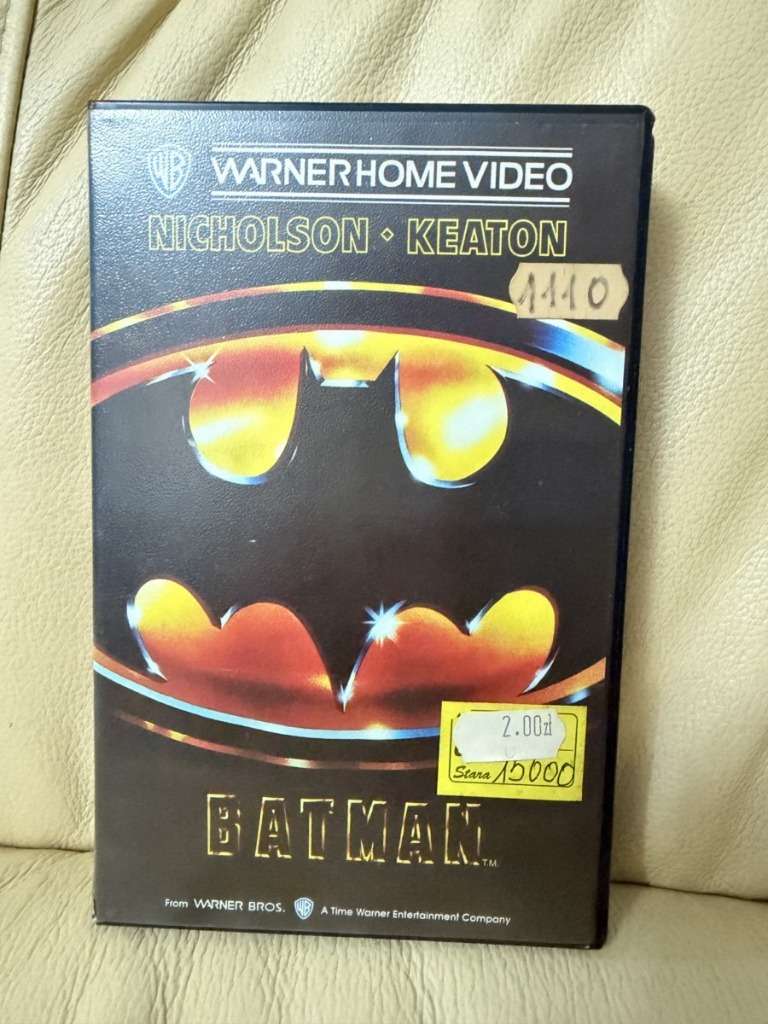 WB WARNER HOME VIDEO
NICHOLSON ⋄ KEATON
1110
2.00zł
Stara 15000
BATMAN T.M.
From WARNER BROS. WB A Time Warner Entertainment Company